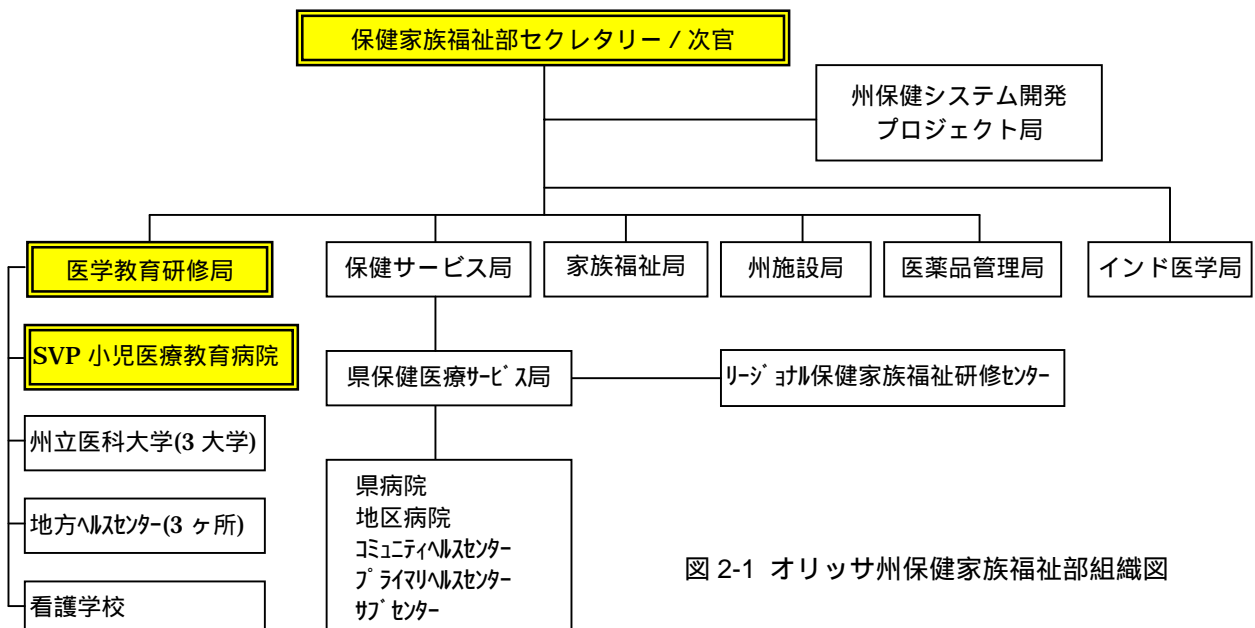 保健家族福祉部セクレタリー / 次官
州保健システム開発
プロジェクト局
医学教育研修局
保健サービス局
家族福祉局
州施設局
医薬品管理局
インド医学局
SVP 小児医療教育病院
県保健医療ｻｰﾋﾞｽ局
ﾘｰｼﾞｮﾅﾙ保健家族福祉研修ｾﾝﾀｰ
州立医科大学(3 大学)
地方ﾍﾙｽｾﾝﾀｰ(3 ヶ所)
看護学校
県病院
地区病院
ｺﾐｭﾆﾃｨﾍﾙｽｾﾝﾀｰ
ﾌﾟﾗｲﾏﾘﾍﾙｽｾﾝﾀｰ
ｻﾌﾞｾﾝﾀｰ
図 2-1 オリッサ州保健家族福祉部組織図